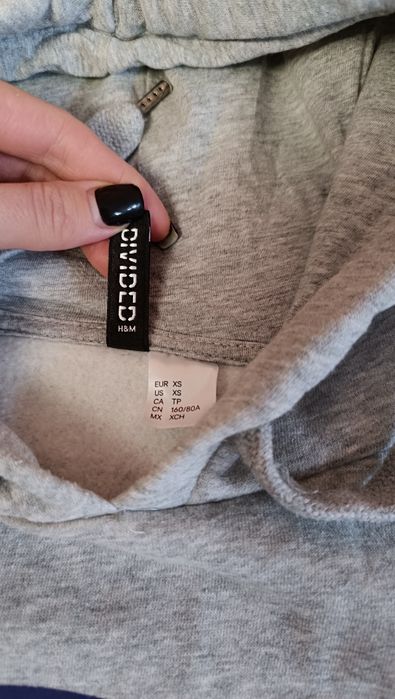 DIVIDED
H&M
EUR XS
US XS
CA TP
CN 160/80A
MX XCH